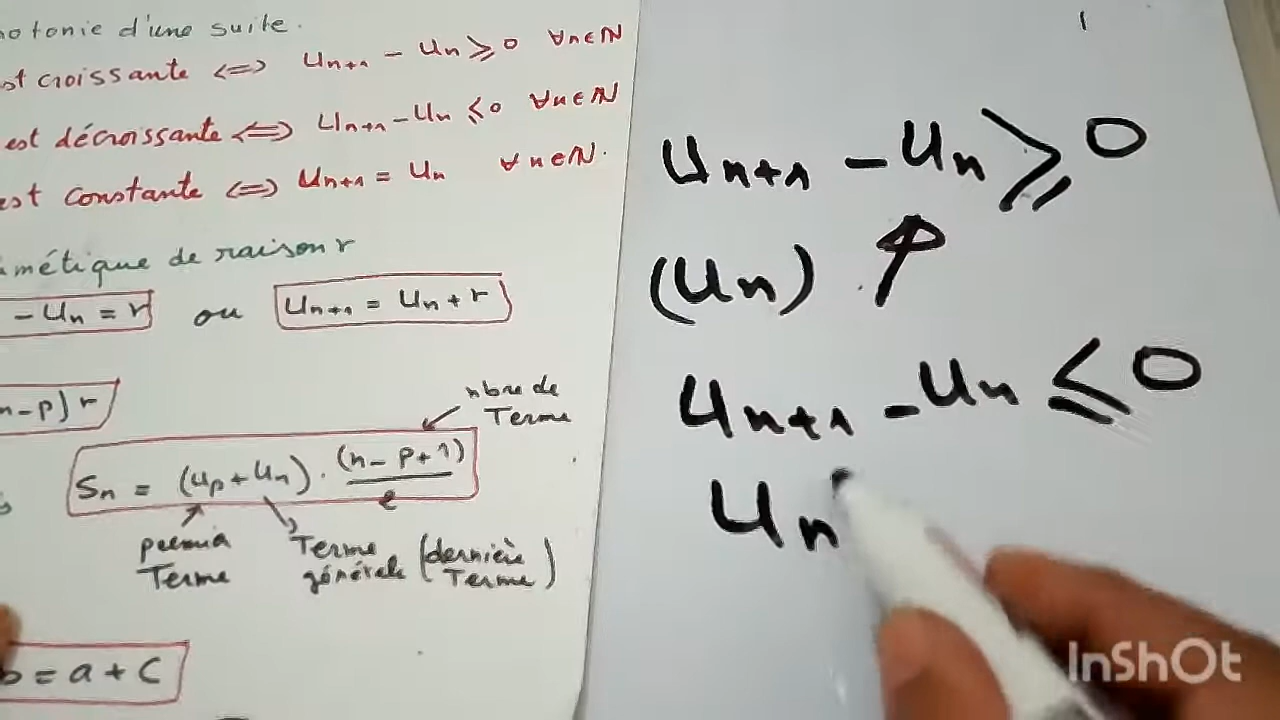 notonie d'une suite.
est croissante <=> Un+1 - Un ⩾ 0 ∀n∈ℕ
est décroissante <=> Un+1 - Un ⩽ 0 ∀n∈ℕ
est constante <=> Un+1 = Un ∀n∈ℕ.
imétique de raison r
- Un = r ou Un+1 = Un + r
n-p) r
nbre de
Terme
Sn = (Up + Un) . (n - p + 1) / 2
premier Terme
Terme générale (dernière Terme)
b = a + c
1
Un+1 - Un ⩾ 0
(Un) ↑
Un+1 - Un ⩽ 0
Un
InShOt